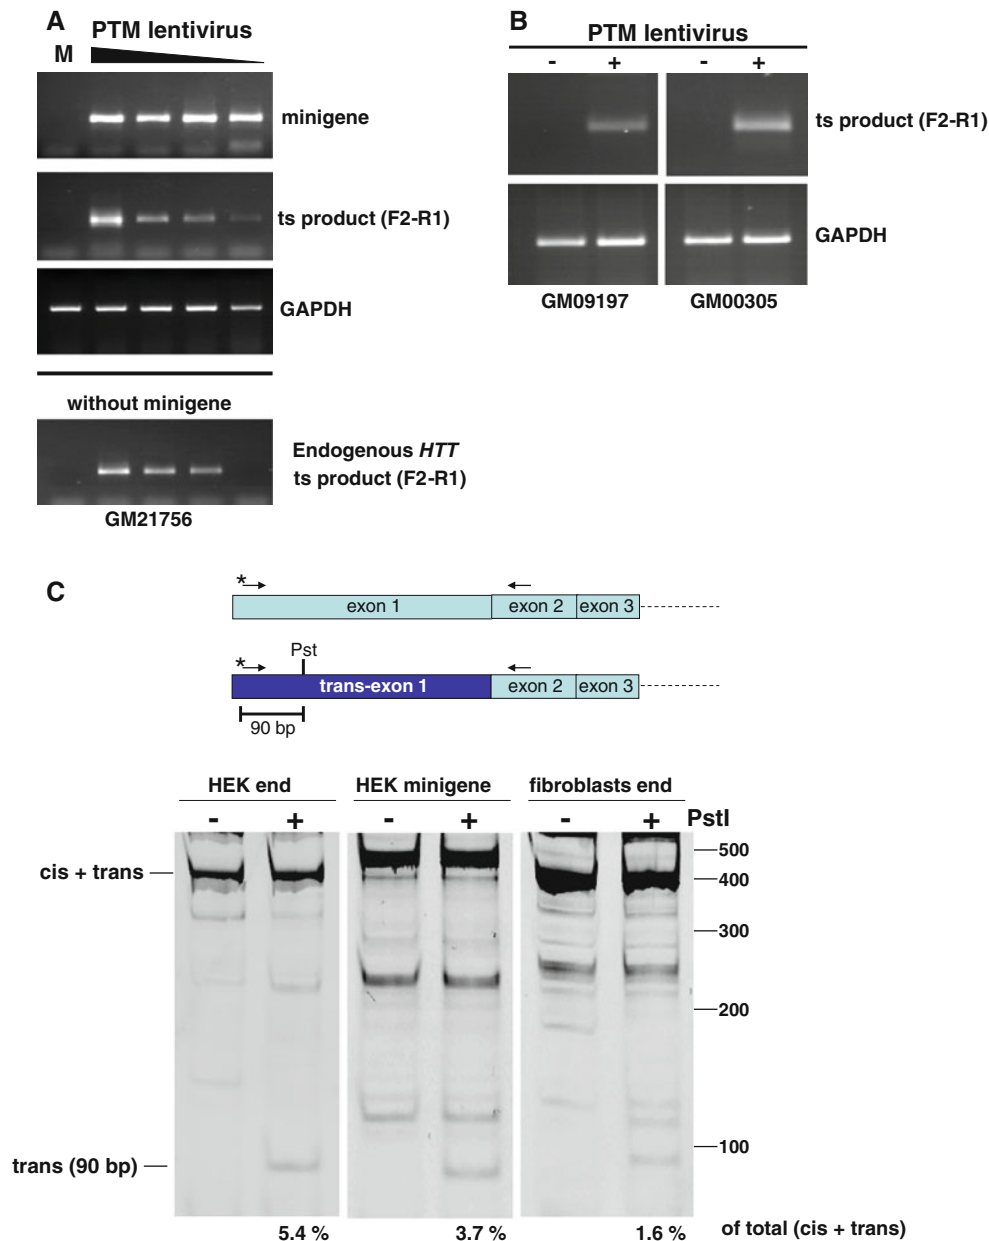 A
PTM lentivirus
M
minigene
ts product (F2-R1)
GAPDH
without minigene
Endogenous HTT
ts product (F2-R1)
GM21756
B
PTM lentivirus
- + - +
ts product (F2-R1)
GAPDH
GM09197 GM00305
C
*
exon 1 exon 2 exon 3
Pst
*
trans-exon 1 exon 2 exon 3
90 bp
HEK end HEK minigene fibroblasts end
- + - + - + PstI
500
cis + trans
400
300
200
100
trans (90 bp)
5.4 % 3.7 % 1.6 % of total (cis + trans)